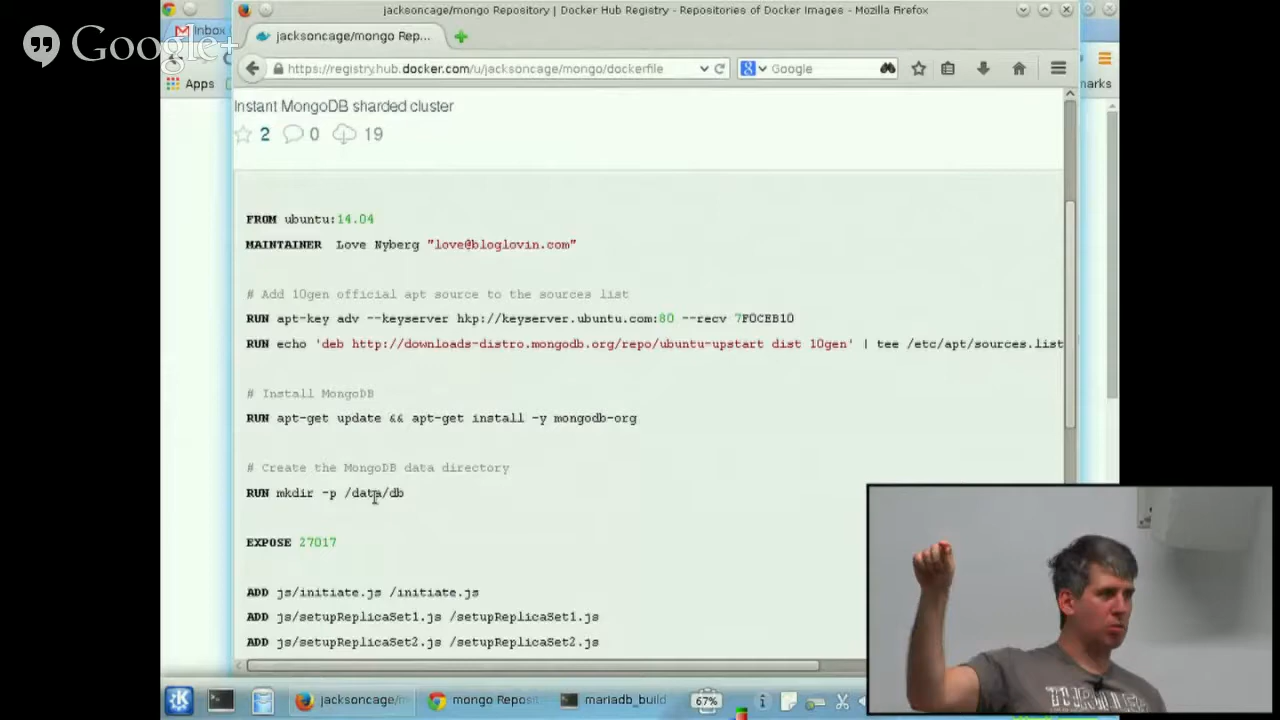 jacksoncage/mongo Repository | Docker Hub Registry - Repositories of Docker Images - Mozilla Firefox
Inbox
Google+
jacksoncage/mongo Rep...
https://registry.hub.docker.com/u/jacksoncage/mongo/dockerfile
Google
Apps
marks
Instant MongoDB sharded cluster
2 0 19
FROM ubuntu:14.04
MAINTAINER Love Nyberg "love@bloglovin.com"
# Add 10gen official apt source to the sources list
RUN apt-key adv --keyserver hkp://keyserver.ubuntu.com:80 --recv 7F0CEB10
RUN echo 'deb http://downloads-distro.mongodb.org/repo/ubuntu-upstart dist 10gen' | tee /etc/apt/sources.list
# Install MongoDB
RUN apt-get update && apt-get install -y mongodb-org
# Create the MongoDB data directory
RUN mkdir -p /data/db
EXPOSE 27017
ADD js/initiate.js /initiate.js
ADD js/setupReplicaSet1.js /setupReplicaSet1.js
ADD js/setupReplicaSet2.js /setupReplicaSet2.js
jacksoncage/m
mongo Reposi
mariadb_build
67%